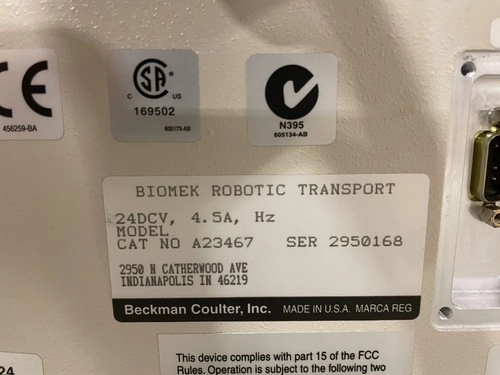 CE
456259-BA
CSA
C US
169502
605175-AB
N395
605134-AB
BIOMEK ROBOTIC TRANSPORT
24DCV, 4.5A, Hz
MODEL
CAT NO A23467 SER 2950168
2950 N CATHERWOOD AVE
INDIANAPOLIS IN 46219
Beckman Coulter, Inc. MADE IN U.S.A. MARCA REG
24
This device complies with part 15 of the FCC
Rules. Operation is subject to the following two